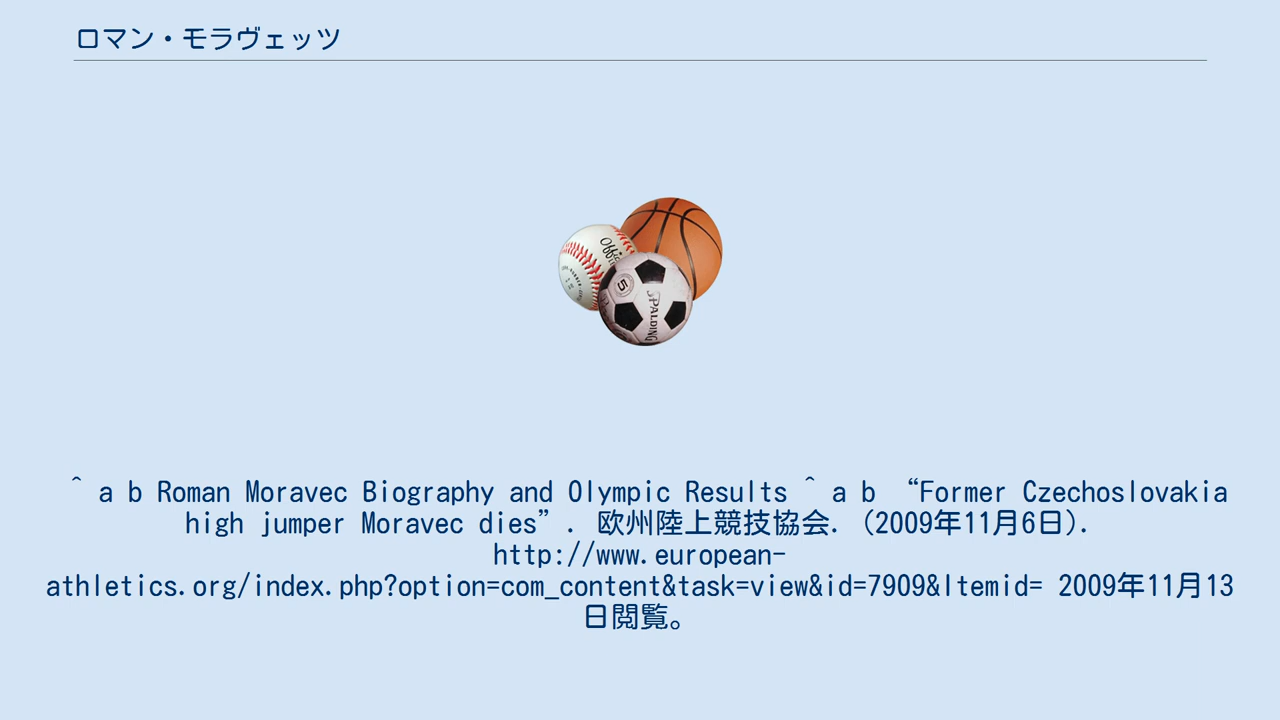 ロマン・モラヴェッツ
Official
5
SPALDING
^ a b Roman Moravec Biography and Olympic Results ^ a b “Former Czechoslovakia
high jumper Moravec dies”. 欧州陸上競技協会. (2009年11月6日).
http://www.european-
athletics.org/index.php?option=com_content&task=view&id=7909&Itemid= 2009年11月13
日閲覧。